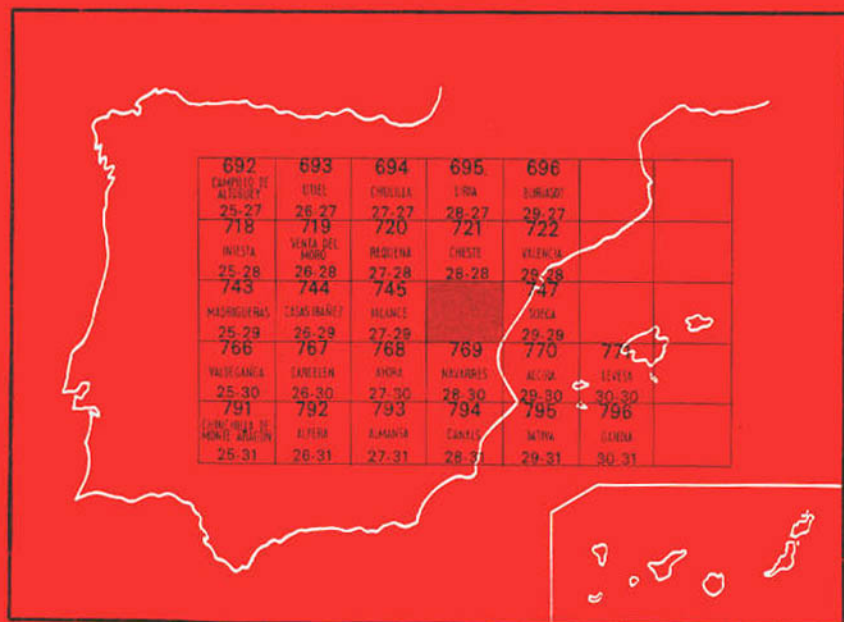 692 693 694 695 696
CAMPILLO DE UTIEL CHULILLA LIRIA BURJASOT
ALTOBUEY
25-27 26-27 27-27 28-27 29-27
718 719 720 721 722
INIESTA VENTA DEL REQUENA CHESTE VALENCIA
MORO
25-28 26-28 27-28 28-28 29-28
743 744 745 747
MADRIGUERAS CASAS IBAÑEZ JALANCE SUECA
25-29 26-29 27-29 29-29
766 767 768 769 770
VALDEGANGA CARCELEN AYORA NAVARRES ALCIRA
25-30 26-30 27-30 28-30 29-30 30-30
791 792 793 794 795 796
CHINCHILLA DE ALPERA ALMANSA CANALS JATIVA GANDIA
MONTE ARAGON
25-31 26-31 27-31 28-31 29-31 30-31